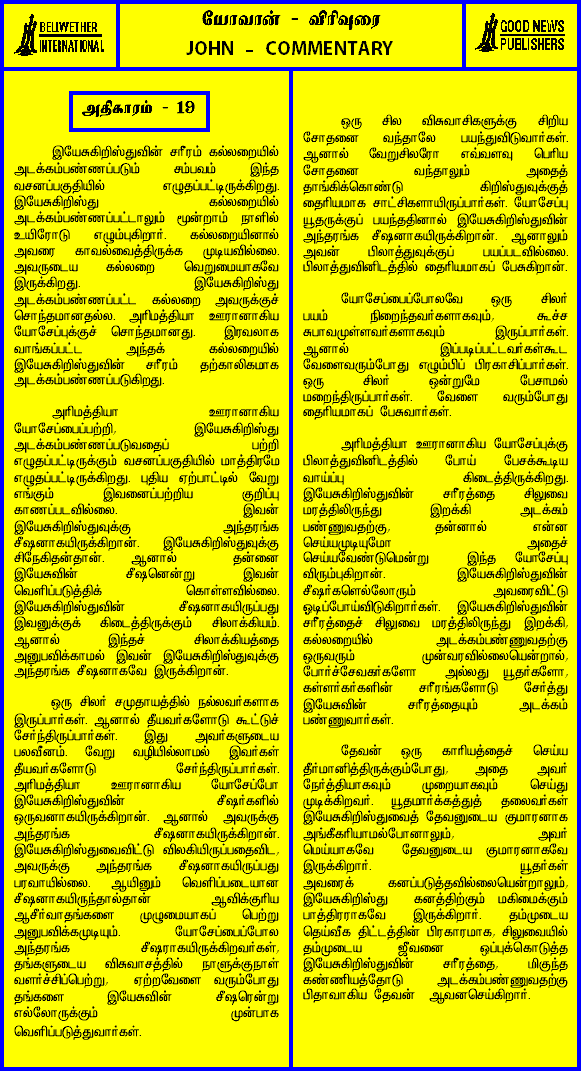 BELLWETHER
INTERNATIONAL
யோவான் - விரிவுரை
JOHN - COMMENTARY
GOOD NEWS
PUBLISHERS
அதிகாரம் - 19
இயேசுகிறிஸ்துவின் சரீரம் கல்லறையில்
அடக்கம்பண்ணப்படும் சம்பவம் இந்த
வசனப்பகுதியில் எழுதப்பட்டிருக்கிறது.
இயேசுகிறிஸ்து கல்லறையில்
அடக்கம்பண்ணப்பட்டாலும் மூன்றாம் நாளில்
உயிரோடு எழும்புகிறார். கல்லறையினால்
அவரை காவல்வைத்திருக்க முடியவில்லை.
அவருடைய கல்லறை வெறுமையாகவே
இருக்கிறது. இயேசுகிறிஸ்து
அடக்கம்பண்ணப்பட்ட கல்லறை அவருக்குச்
சொந்தமானதல்ல. அரிமத்தியா ஊரானாகிய
யோசேப்புக்குச் சொந்தமானது. இரவலாக
வாங்கப்பட்ட அந்தக் கல்லறையில்
இயேசுகிறிஸ்துவின் சரீரம் தற்காலிகமாக
அடக்கம்பண்ணப்படுகிறது.
அரிமத்தியா ஊரானாகிய
யோசேப்பைப்பற்றி, இயேசுகிறிஸ்து
அடக்கம்பண்ணப்படுவதைப் பற்றி
எழுதப்பட்டிருக்கும் வசனப்பகுதியில் மாத்திரமே
எழுதப்பட்டிருக்கிறது. புதிய ஏற்பாட்டில் வேறு
எங்கும் இவனைப்பற்றிய குறிப்பு
காணப்படவில்லை. இவன்
இயேசுகிறிஸ்துவுக்கு அந்தரங்க
சீஷனாகயிருக்கிறான். இயேசுகிறிஸ்துவுக்கு
சிநேகிதன்தான். ஆனால் தன்னை
இயேசுவின் சீஷனென்று இவன்
வெளிப்படுத்திக் கொள்ளவில்லை.
இயேசுகிறிஸ்துவின் சீஷனாகயிருப்பது
இவனுக்குக் கிடைத்திருக்கும் சிலாக்கியம்.
ஆனால் இந்தச் சிலாக்கியத்தை
அனுபவிக்காமல் இவன் இயேசுகிறிஸ்துவுக்கு
அந்தரங்க சீஷனாகவே இருக்கிறான்.
ஒரு சிலர் சமுதாயத்தில் நல்லவர்களாக
இருப்பார்கள். ஆனால் தீயவர்களோடு கூட்டுச்
சேர்ந்திருப்பார்கள். இது அவர்களுடைய
பலவீனம். வேறு வழியில்லாமல் இவர்கள்
தீயவர்களோடு சேர்ந்திருப்பார்கள்.
அரிமத்தியா ஊரானாகிய யோசேப்போ
இயேசுகிறிஸ்துவின் சீஷர்களில்
ஒருவனாகயிருக்கிறான். ஆனால் அவருக்கு
அந்தரங்க சீஷனாகயிருக்கிறான்.
இயேசுகிறிஸ்துவைவிட்டு விலகியிருப்பதைவிட,
அவருக்கு அந்தரங்க சீஷனாகயிருப்பது
பரவாயில்லை. ஆயினும் வெளிப்படையான
சீஷனாகயிருந்தால்தான் ஆவிக்குரிய
ஆசீர்வாதங்களை முழுமையாகப் பெற்று
அனுபவிக்கமுடியும். யோசேப்பைப்போல
அந்தரங்க சீஷராகயிருக்கிறவர்கள்,
தங்களுடைய விசுவாசத்தில் நாளுக்குநாள்
வளர்ச்சிப்பெற்று, ஏற்றவேளை வரும்போது
தங்களை இயேசுவின் சீஷரென்று
எல்லோருக்கும் முன்பாக
வெளிப்படுத்துவார்கள்.
ஒரு சில விசுவாசிகளுக்கு சிறிய
சோதனை வந்தாலே பயந்துவிடுவார்கள்.
ஆனால் வேறுசிலரோ எவ்வளவு பெரிய
சோதனை வந்தாலும் அதைத்
தாங்கிக்கொண்டு கிறிஸ்துவுக்குத்
தைரியமாக சாட்சிகளாயிருப்பார்கள். யோசேப்பு
யூதருக்குப் பயந்ததினால் இயேசுகிறிஸ்துவின்
அந்தரங்க சீஷனாகயிருக்கிறான். ஆனாலும்
அவன் பிலாத்துவுக்குப் பயப்படவில்லை.
பிலாத்துவினிடத்தில் தைரியமாகப் பேசுகிறான்.
யோசேப்பைப்போலவே ஒரு சிலர்
பயம் நிறைந்தவர்களாகவும், கூச்ச
சுபாவமுள்ளவர்களாகவும் இருப்பார்கள்.
ஆனால் இப்படிப்பட்டவர்கள்கூட
வேளைவரும்போது எழும்பிப் பிரகாசிப்பார்கள்.
ஒரு சிலர் ஒன்றுமே பேசாமல்
மறைந்திருப்பார்கள். வேளை வரும்போது
தைரியமாகப் பேசுவார்கள்.
அரிமத்தியா ஊரானாகிய யோசேப்புக்கு
பிலாத்துவினிடத்தில் போய் பேசக்கூடிய
வாய்ப்பு கிடைத்திருக்கிறது.
இயேசுகிறிஸ்துவின் சரீரத்தை சிலுவை
மரத்திலிருந்து இறக்கி அடக்கம்
பண்ணுவதற்கு, தன்னால் என்ன
செய்யமுடியுமோ அதைச்
செய்யவேண்டுமென்று இந்த யோசேப்பு
விரும்புகிறான். இயேசுகிறிஸ்துவின்
சீஷர்களெல்லோரும் அவரைவிட்டு
ஓடிப்போய்விடுகிறார்கள். இயேசுகிறிஸ்துவின்
சரீரத்தைச் சிலுவை மரத்திலிருந்து இறக்கி,
கல்லறையில் அடக்கம்பண்ணுவதற்கு
ஒருவரும் முன்வரவில்லையென்றால்,
போர்ச்சேவகர்களோ அல்லது யூதர்களோ,
கள்ளர்கர்களின் சரீரங்களோடு சேர்த்து
இயேசுவின் சரீரத்தையும் அடக்கம்
பண்ணுவார்கள்.
தேவன் ஒரு காரியத்தைச் செய்ய
தீர்மானித்திருக்கும்போது, அதை அவர்
நேர்த்தியாகவும் முறையாகவும் செய்து
முடிக்கிறவர். யூதமார்க்கத்துத் தலைவர்கள்
இயேசுகிறிஸ்துவைத் தேவனுடைய குமாரனாக
அங்கீகரியாமல்போனாலும், அவர்
மெய்யாகவே தேவனுடைய குமாரனாகவே
இருக்கிறார். யூதர்கள்
அவரைக் கனப்படுத்தவில்லையென்றாலும்,
இயேசுகிறிஸ்து கனத்திற்கும் மகிமைக்கும்
பாத்திரராகவே இருக்கிறார். தம்முடைய
தெய்வீக திட்டத்தின் பிரகாரமாக, சிலுவையில்
தம்முடைய ஜீவனை ஒப்புக்கொடுத்த
இயேசுகிறிஸ்துவின் சரீரத்தை, மிகுந்த
கண்ணியத்தோடு அடக்கம்பண்ணுவதற்கு
பிதாவாகிய தேவன் ஆவனசெய்கிறார்.